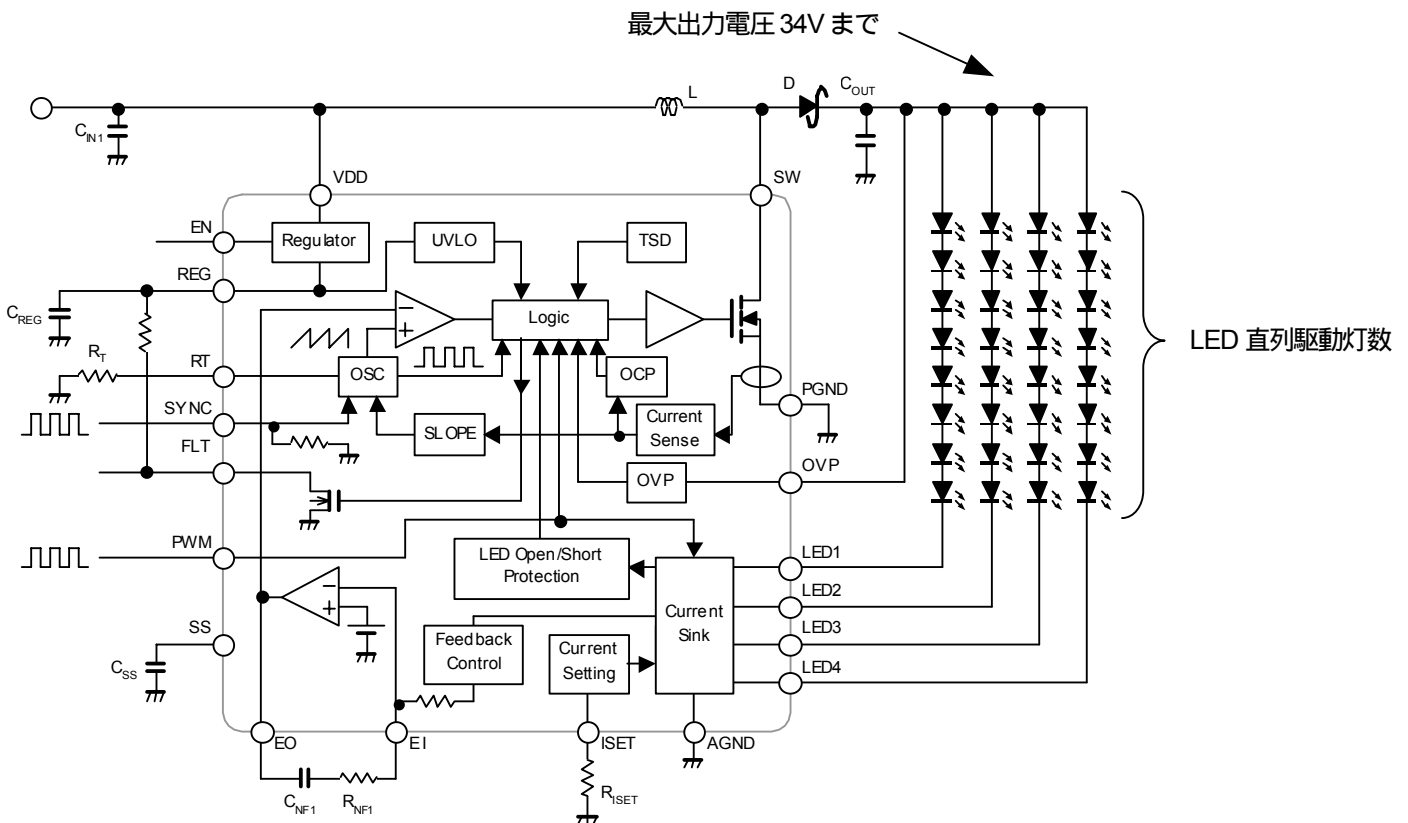 最大出力電圧 34V まで
L
D
C_OUT
C_IN1
VDD
SW
EN
Regulator
UVLO
TSD
REG
C_REG
Logic
LED 直列駆動灯数
R_T
RT
OSC
OCP
PGND
SYNC
SLOPE
Current
Sense
FLT
OVP
OVP
PWM
LED Open/Short
Protection
LED1
LED2
Current
Sink
SS
Feedback
Control
Current
Setting
LED3
LED4
C_SS
EO
EI
ISET
AGND
C_NF1
R_NF1
R_ISET